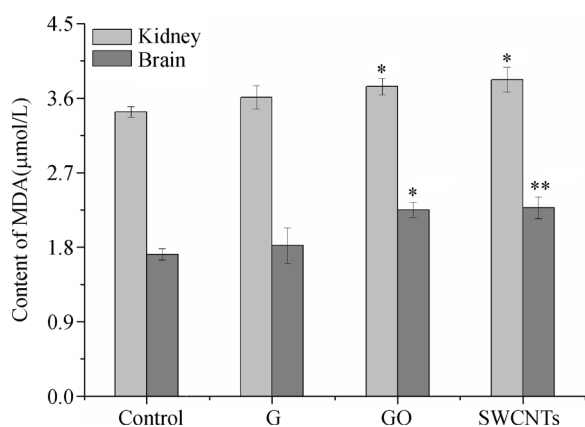 4.5
3.6
2.7
1.8
0.9
0.0
Content of MDA(μmol/L)
Kidney
Brain
*
*
*
**
Control
G
GO
SWCNTs